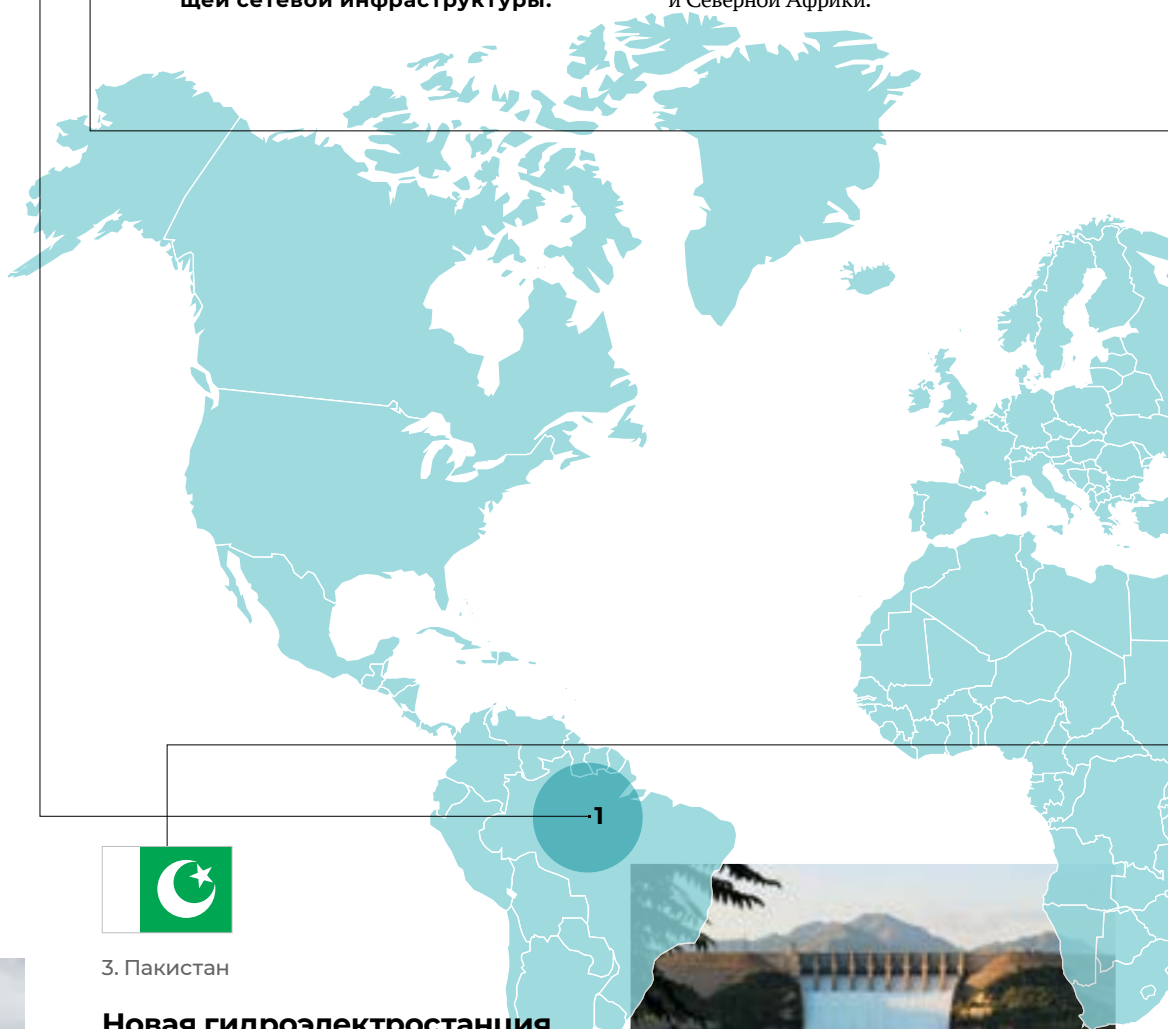 щей сетевой инфраструктуры.
и Северной Африки.
1
3. Пакистан
Новая гидроэлектростанция